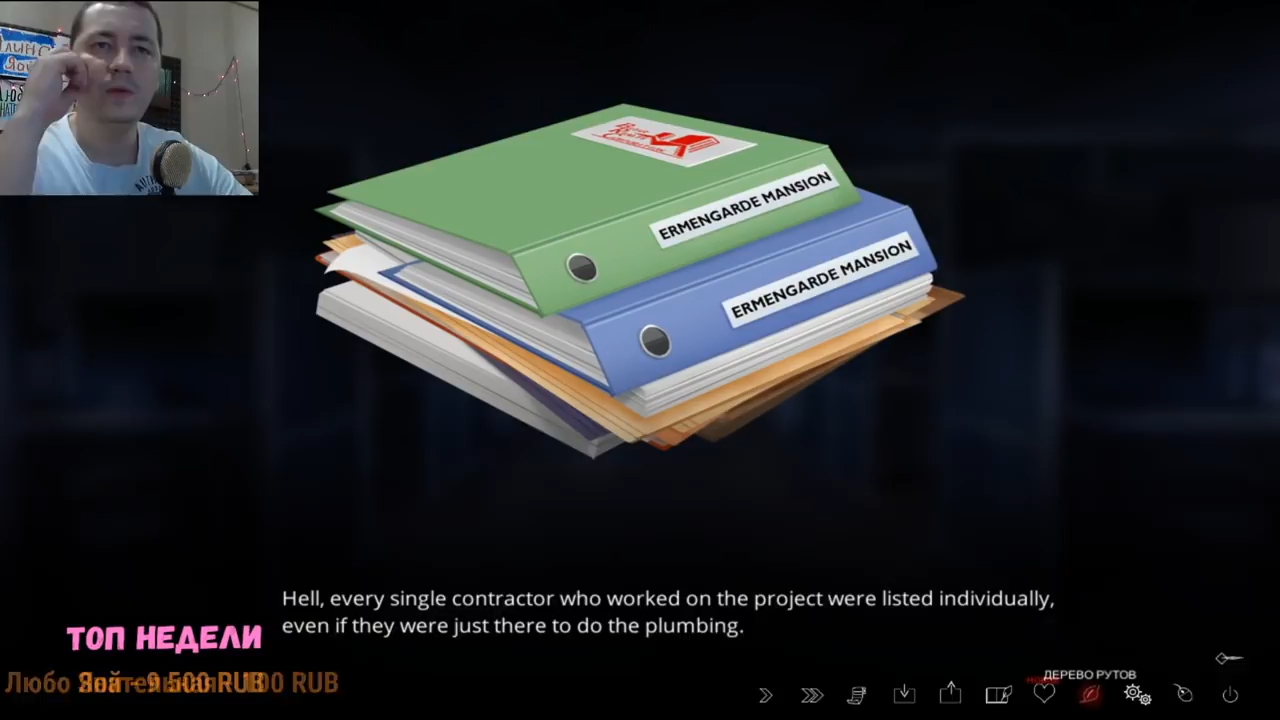 ERMENGARDE MANSION
ERMENGARDE MANSION
Hell, every single contractor who worked on the project were listed individually,
even if they were just there to do the plumbing.
ТОП НЕДЕЛИ
ДЕРЕВО РУТОВ